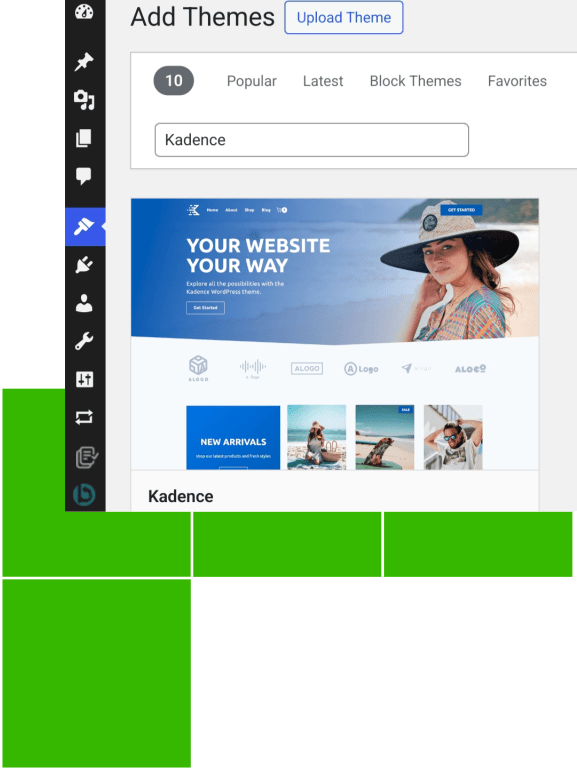 Add Themes Upload Theme
10 Popular Latest Block Themes Favorites
Kadence
Home About Shop Blog 0 GET STARTED
YOUR WEBSITE
YOUR WAY
Explore all the possibilities with the
Kadence WordPress theme.
Get Started
ALOGO ALOGO Logo ALOGO
SALE
NEW ARRIVALS
Shop our latest products and fresh styles
Kadence